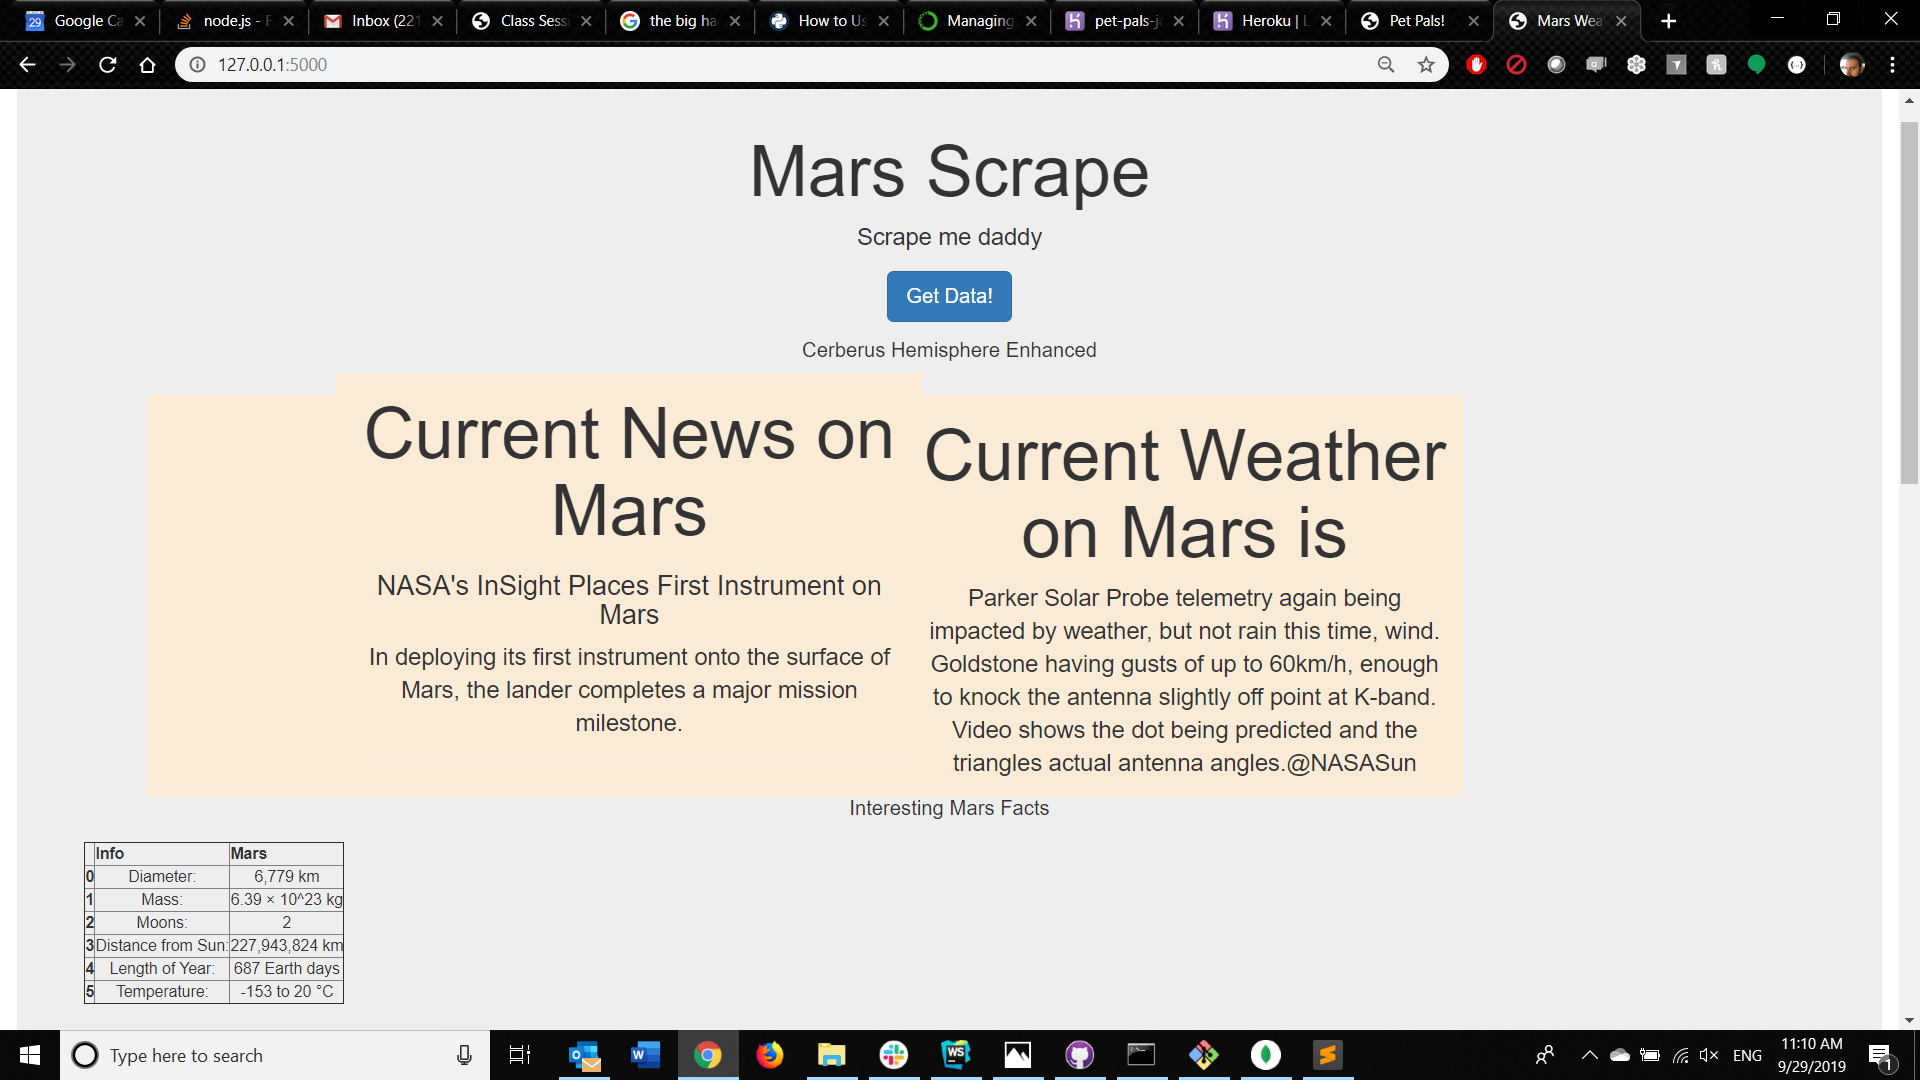 Google Ca
node.js - F
Inbox (221
Class Sess
the big ha
How to Us
Managing
pet-pals-ja
Heroku | L
Pet Pals!
Mars Wea
127.0.0.1:5000
Mars Scrape
Scrape me daddy
Get Data!
Cerberus Hemisphere Enhanced
Current News on
Mars
NASA's InSight Places First Instrument on
Mars
In deploying its first instrument onto the surface of
Mars, the lander completes a major mission
milestone.
Current Weather
on Mars is
Parker Solar Probe telemetry again being
impacted by weather, but not rain this time, wind.
Goldstone having gusts of up to 60km/h, enough
to knock the antenna slightly off point at K-band.
Video shows the dot being predicted and the
triangles actual antenna angles.@NASASun
Interesting Mars Facts
Info Mars
0 Diameter: 6,779 km
1 Mass: 6.39 × 10^23 kg
2 Moons: 2
3 Distance from Sun: 227,943,824 km
4 Length of Year: 687 Earth days
5 Temperature: -153 to 20 °C
Type here to search
ENG
11:10 AM
9/29/2019
1